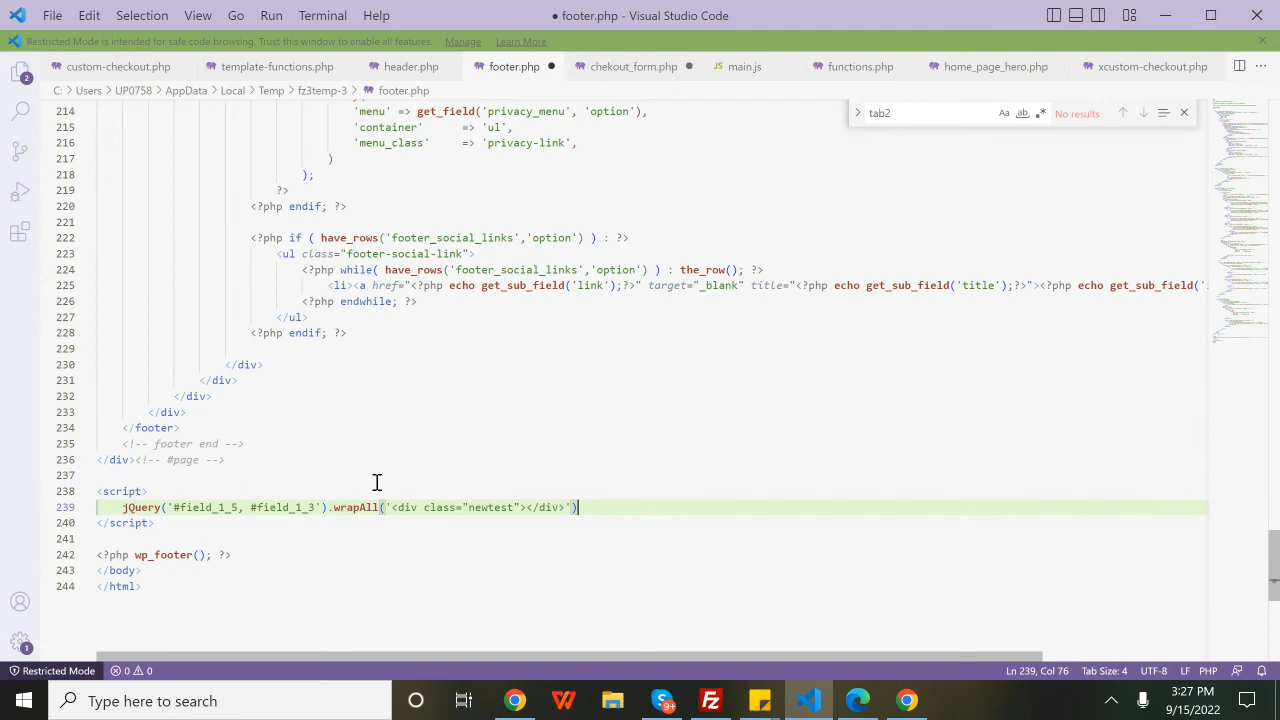 File Edit Selection View Go Run Terminal Help
● footer.php - Visual Studio Code
Restricted Mode is intended for safe code browsing. Trust this window to enable all features. Manage Learn More
custom-checkout.php template-functions.php header.php footer.php chekout_form.php main.js functions.php home_page_hero.php xcustom-checkout.php
C: > Users > UP0758 > AppData > Local > Temp > fz3temp-3 > footer.php
tab2 Aa ab No results
214 'menu' => get_field('privacy_menu', 'option')
215 'container' => 'ul',
216 'menu_class' => 'privacy-link',
217 )
218 );
219 ?>
220 <?php endif; ?>
221
222 <?php if ( have_rows('footer_social_links', 'option') ) : ?>
223 <ul class="footer-social-link">
224 <?php while( have_rows('footer_social_links','option') ) : the_row(); ?>
225 <li><a href="<?php echo get_sub_field('link');?>" target="_blank" title="<?php echo get_sub_field( ');?>"><?php echo get_sub_field('
226 <?php endwhile; ?>
227 </ul>
228 <?php endif; ?>
229
230 </div>
231 </div>
232 </div>
233 </div>
234 </footer>
235 <!-- footer end -->
236 </div><!-- #page -->
237
238 <script>
239 jQuery('#field_1_5, #field_1_3').wrapAll('<div class="newtest"></div>')
240 </script>
241
242 <?php wp_footer(); ?>
243 </body>
244 </html>
2
1
Restricted Mode 0 0 Ln 239, Col 76 Tab Size: 4 UTF-8 LF PHP
Type here to search 9+ 3:27 PM
9/15/2022